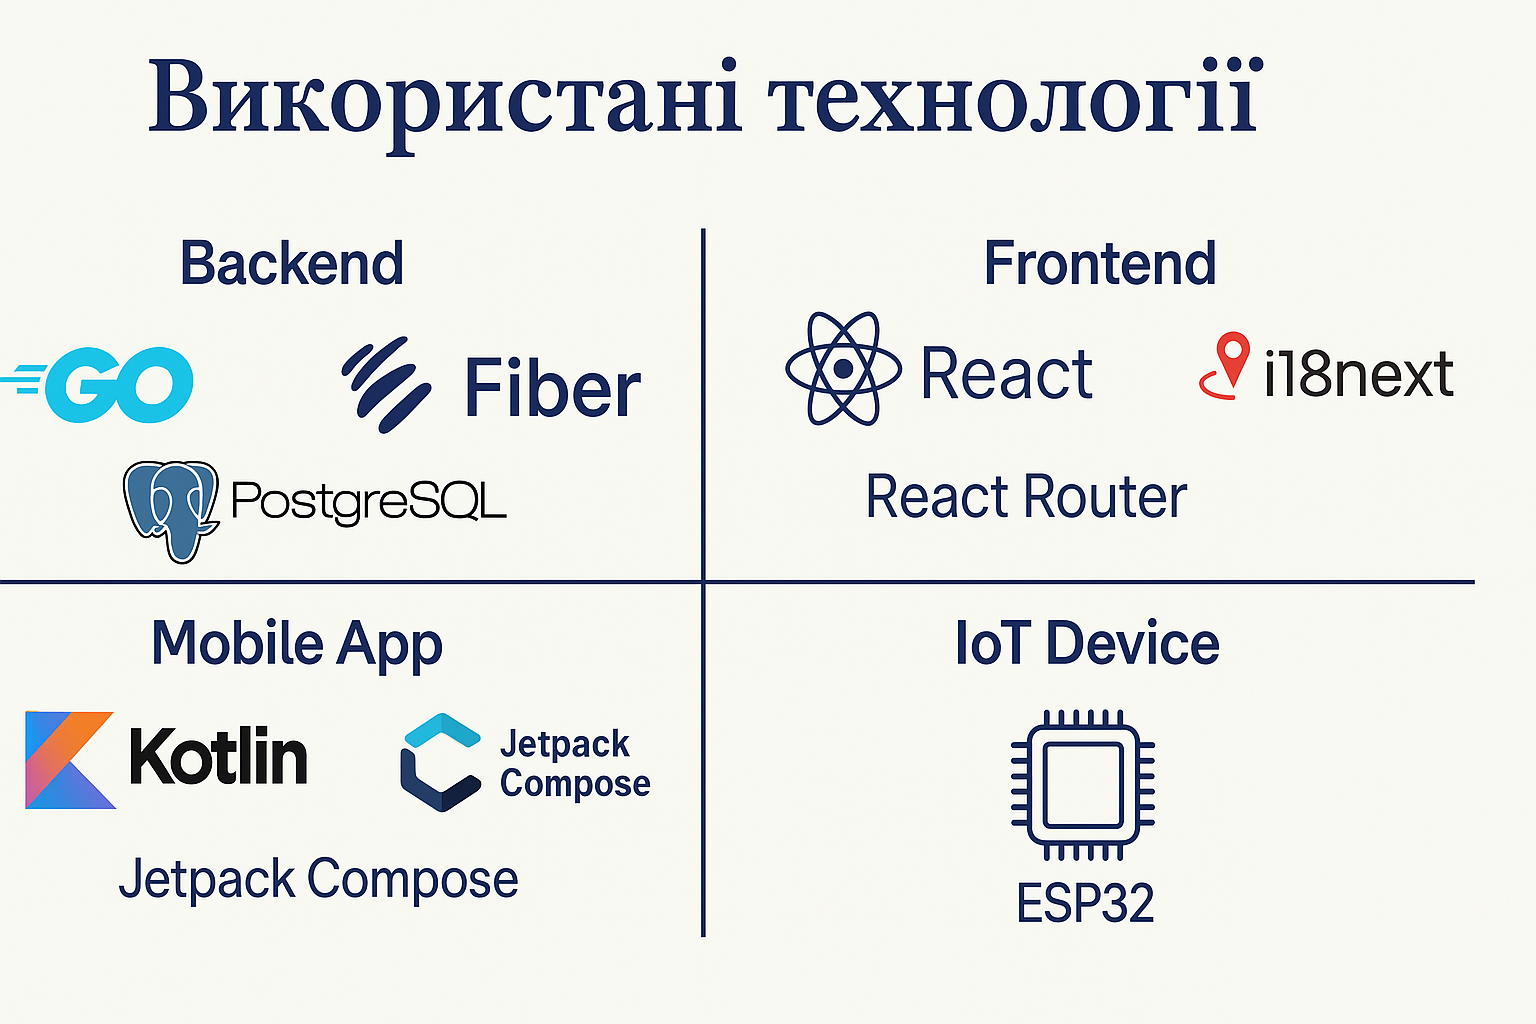 Використані технології
Backend
GO
Fiber
PostgreSQL
Frontend
React
i18next
React Router
Mobile App
Kotlin
Jetpack
Compose
Jetpack Compose
IoT Device
ESP32